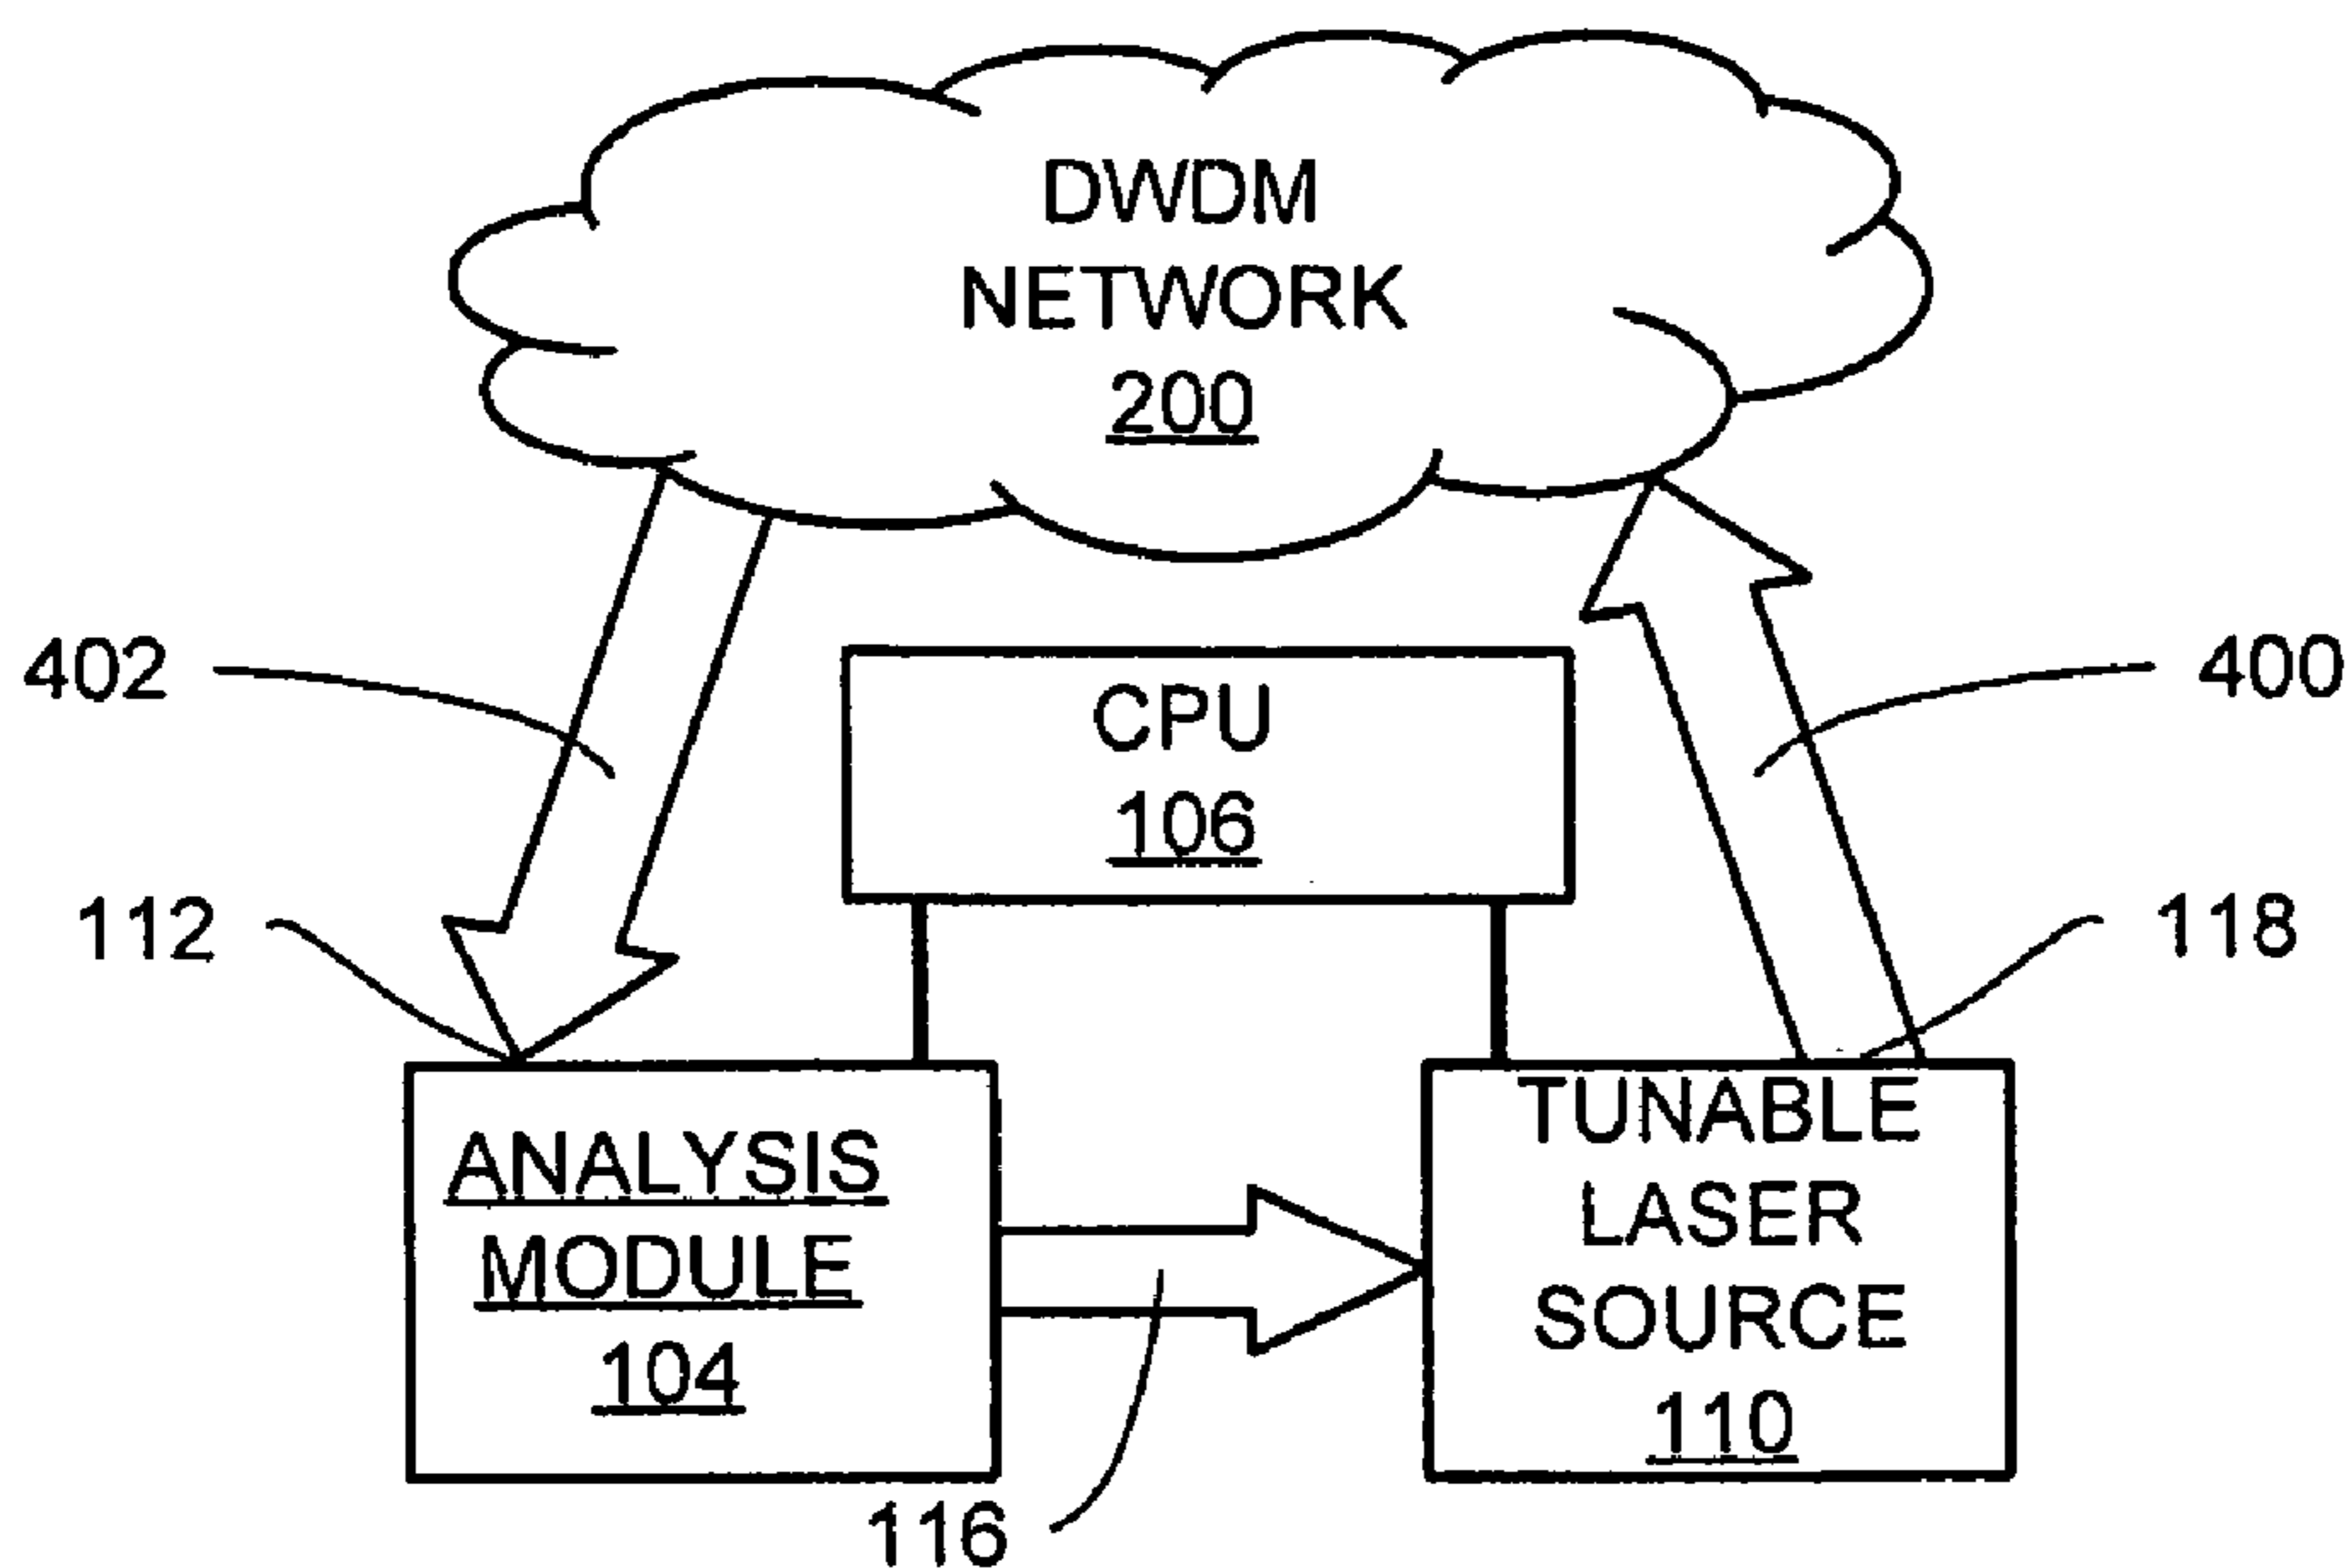 DWDM
NETWORK
200
402
400
CPU
106
112
118
ANALYSIS
MODULE
104
TUNABLE
LASER
SOURCE
110
116